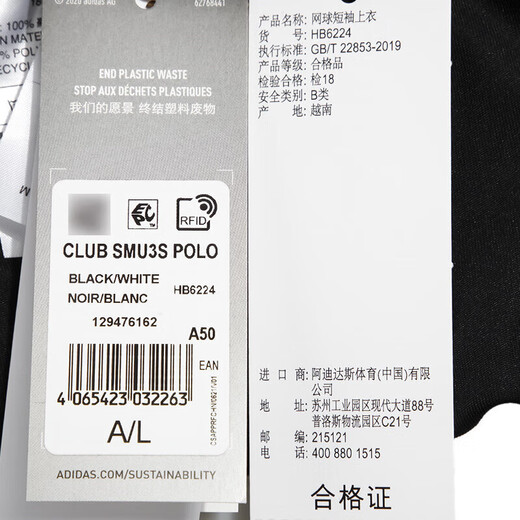 © 2020 adidas AG
62768441
END PLASTIC WASTE
STOP AUX DÉCHETS PLASTIQUES
我们的愿景 终结塑料废物
EPC
RFID
CLUB SMU3S POLO
BLACK/WHITE
NOIR/BLANC
HB6224
129476162
A50
EAN
4 065423 032263
A/L
ADIDAS.COM/SUSTAINABILITY
产品名称: 网球短袖上衣
货 号: HB6224
执行标准: GB/T 22853-2019
产品等级: 合格品
检验合格: 检18
安全类别: B类
产 地: 越南
进 口 商: 阿迪达斯体育(中国)有限
公司
地 址: 苏州工业园区现代大道88号
普洛斯物流园区C21号
邮 编: 215121
电 话: 400 880 1515
合格证